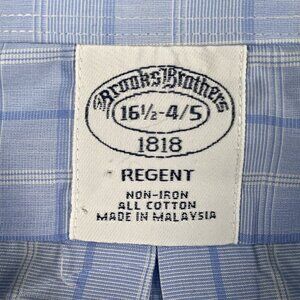 Brooks Brothers
16½-4/5
1818
REGENT
NON-IRON
ALL COTTON
MADE IN MALAYSIA